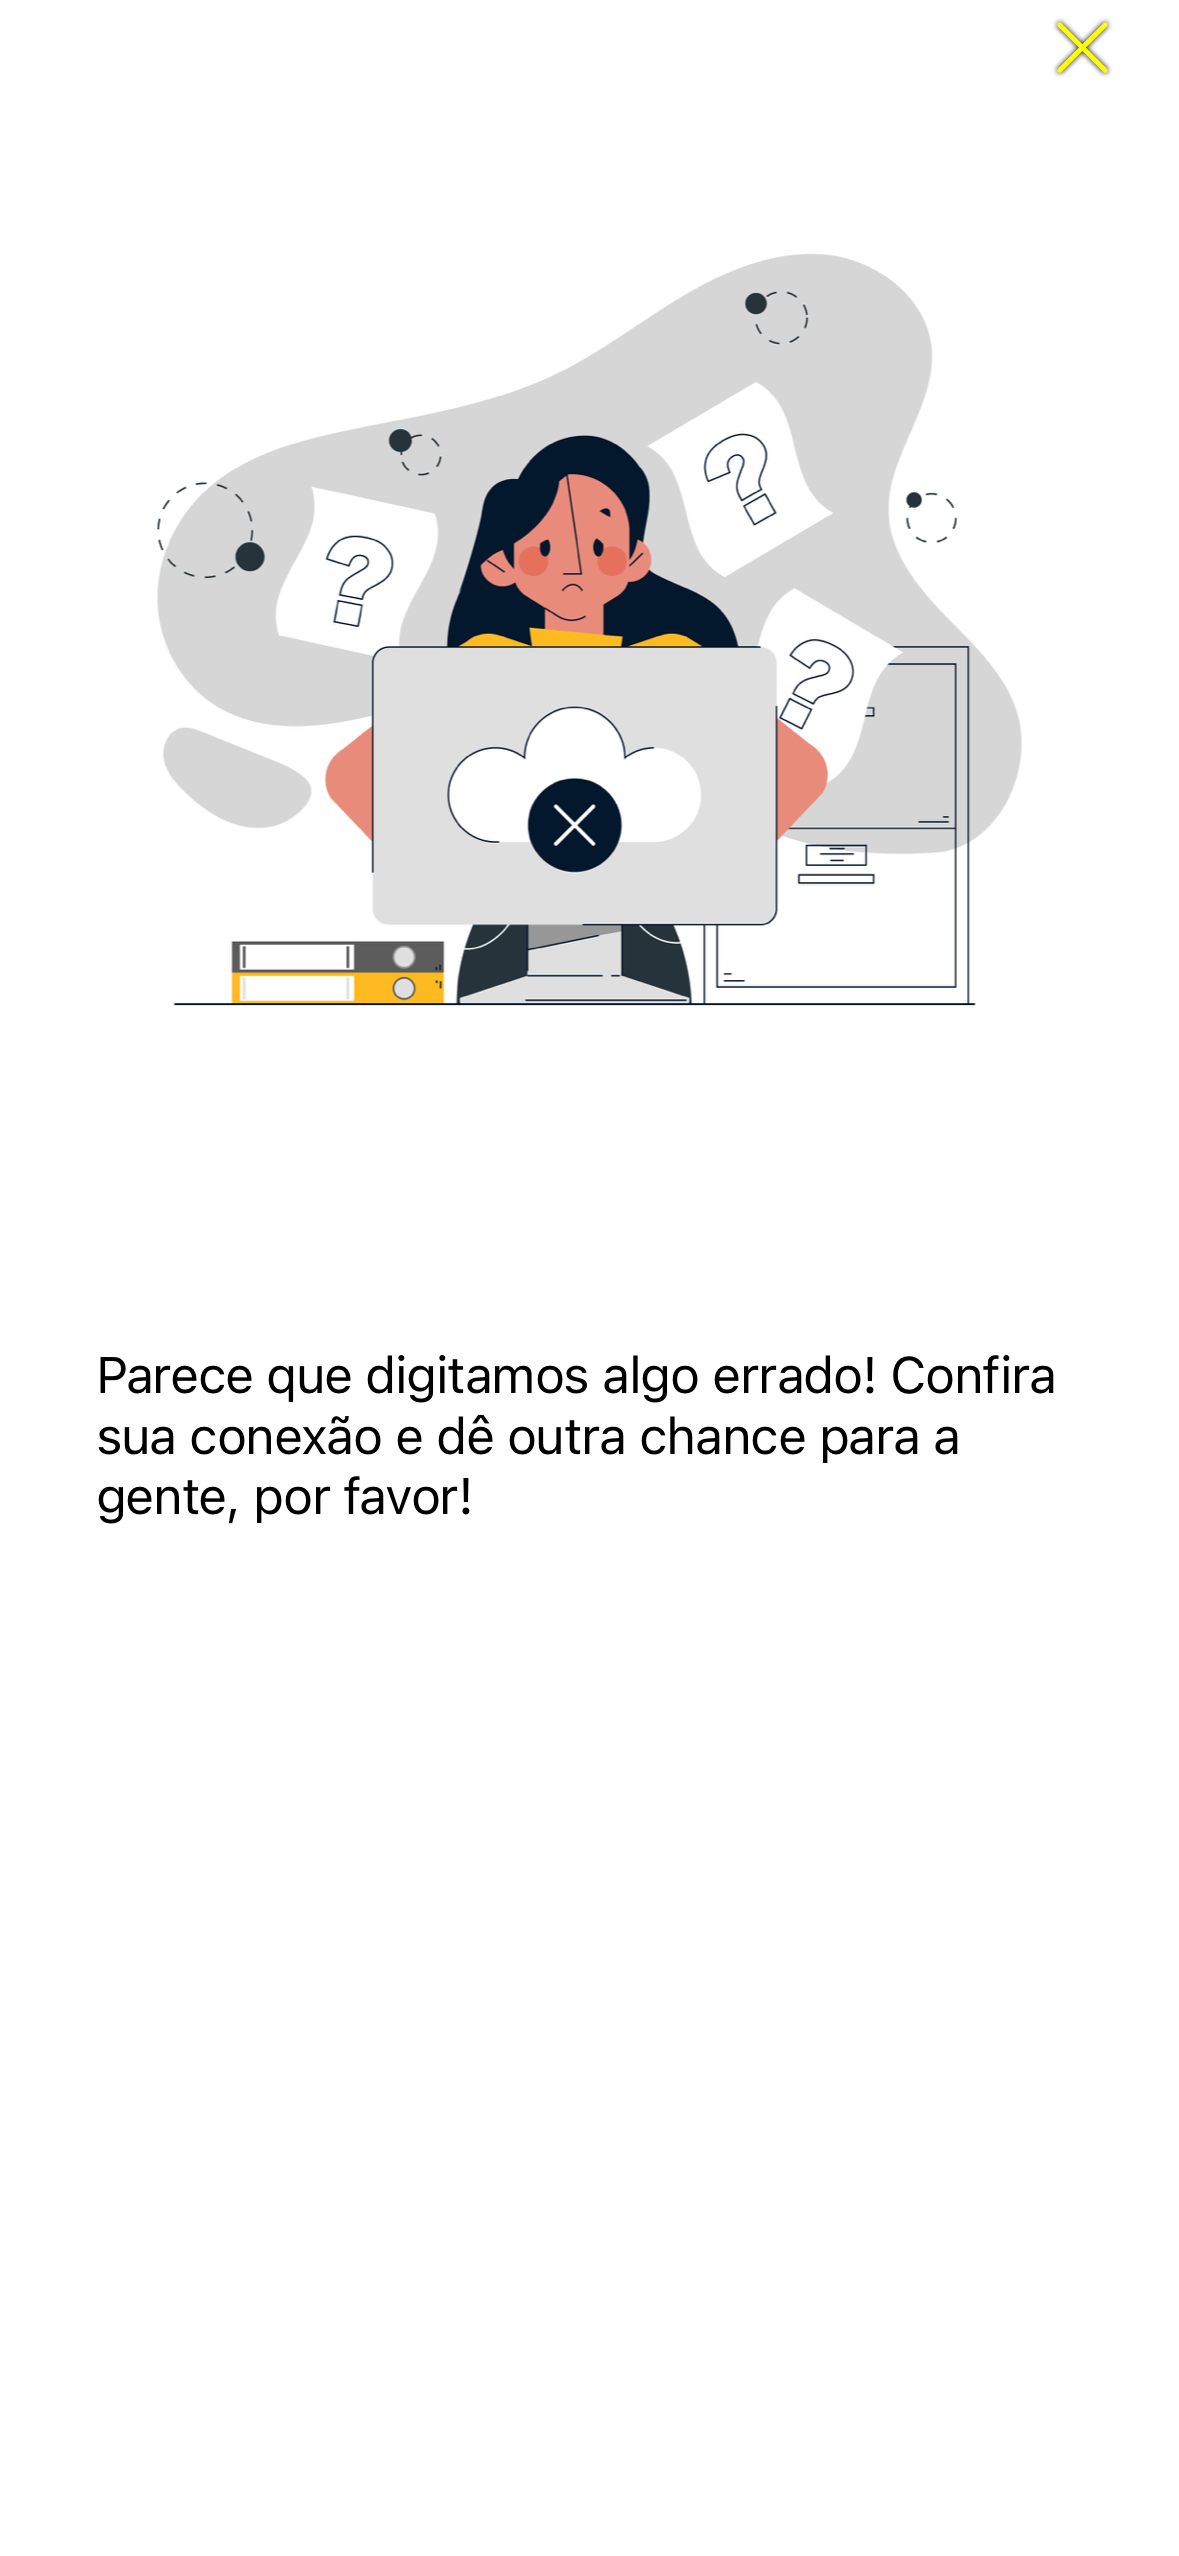 ?
?
?
Parece que digitamos algo errado! Confira
sua conexão e dê outra chance para a
gente, por favor!